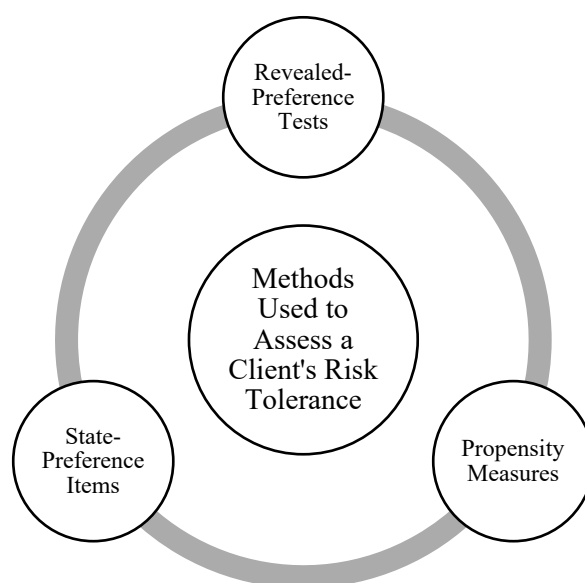 Revealed-
Preference
Tests
Methods
Used to
Assess a
Client's Risk
Tolerance
State-
Preference
Items
Propensity
Measures